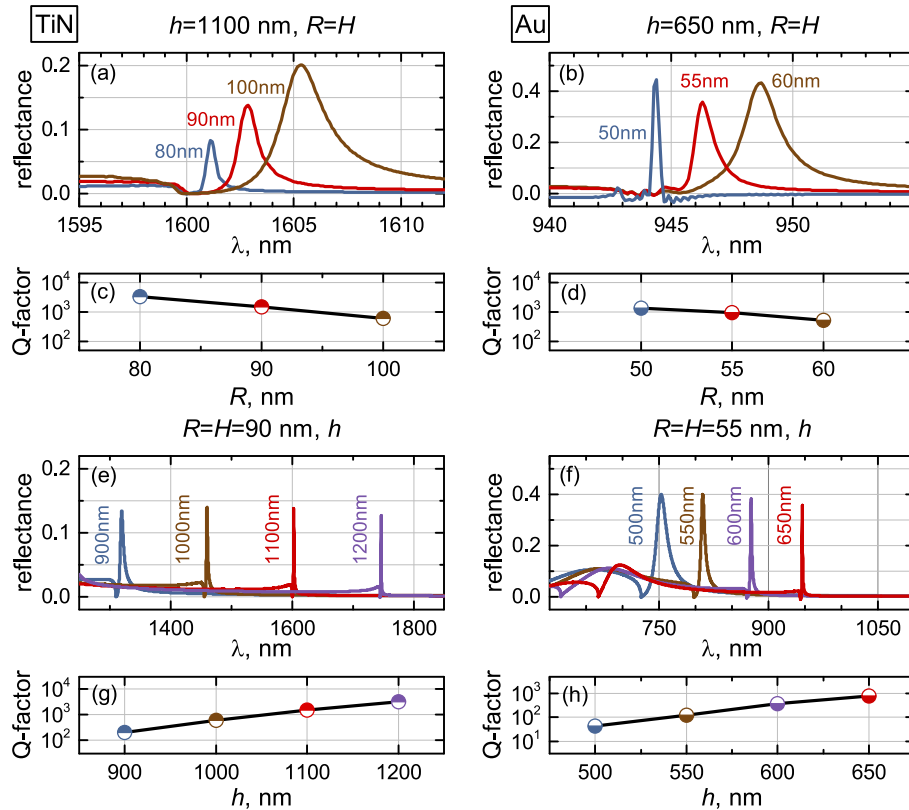 TiN
h=1100 nm, R=H
Au
h=650 nm, R=H
(a)
100nm
90nm
80nm
reflectance
0.2
0.1
0.0
1595 1600 1605 1610
λ, nm
(b)
55nm
60nm
50nm
reflectance
0.4
0.2
0.0
940 945 950
λ, nm
(c)
Q-factor
10⁴
10³
10²
80 90 100
R, nm
(d)
Q-factor
10⁴
10³
10²
50 55 60
R, nm
R=H=90 nm, h
R=H=55 nm, h
(e)
900nm
1000nm
1100nm
1200nm
reflectance
0.2
0.1
0.0
1400 1600 1800
λ, nm
(f)
500nm
550nm
600nm
650nm
reflectance
0.4
0.2
0.0
750 900 1050
λ, nm
(g)
Q-factor
10⁴
10³
10²
900 1000 1100 1200
h, nm
(h)
Q-factor
10³
10²
10¹
500 550 600 650
h, nm